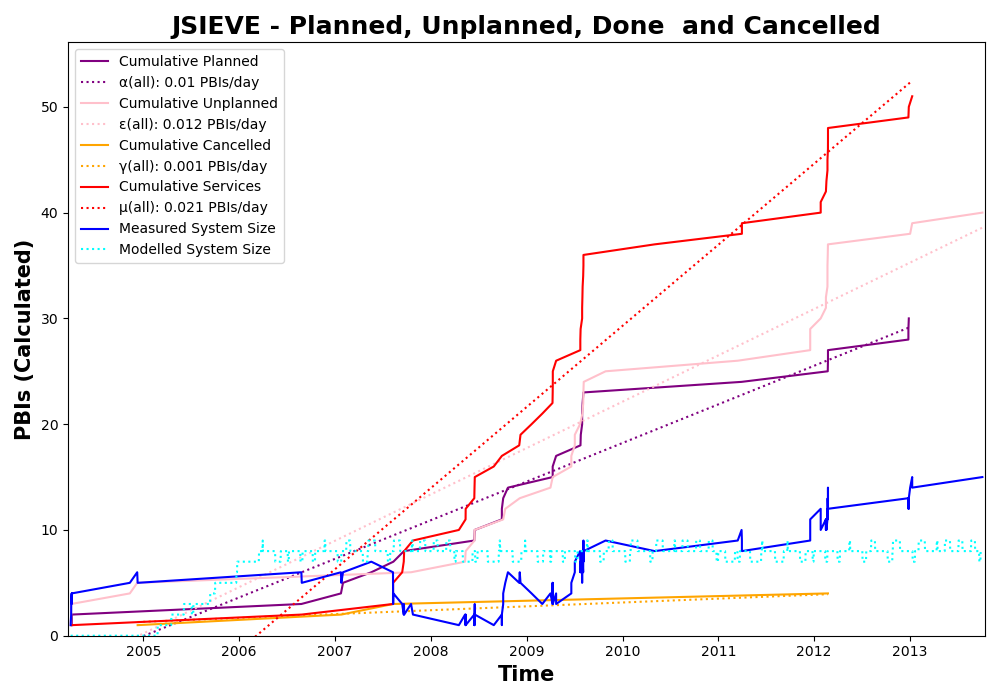 JSIEVE - Planned, Unplanned, Done  and Cancelled
Cumulative Planned
α(all): 0.01 PBIs/day
Cumulative Unplanned
ε(all): 0.012 PBIs/day
Cumulative Cancelled
γ(all): 0.001 PBIs/day
Cumulative Services
μ(all): 0.021 PBIs/day
Measured System Size
Modelled System Size
PBIs (Calculated)
50
40
30
20
10
0
2005 2006 2007 2008 2009 2010 2011 2012 2013
Time